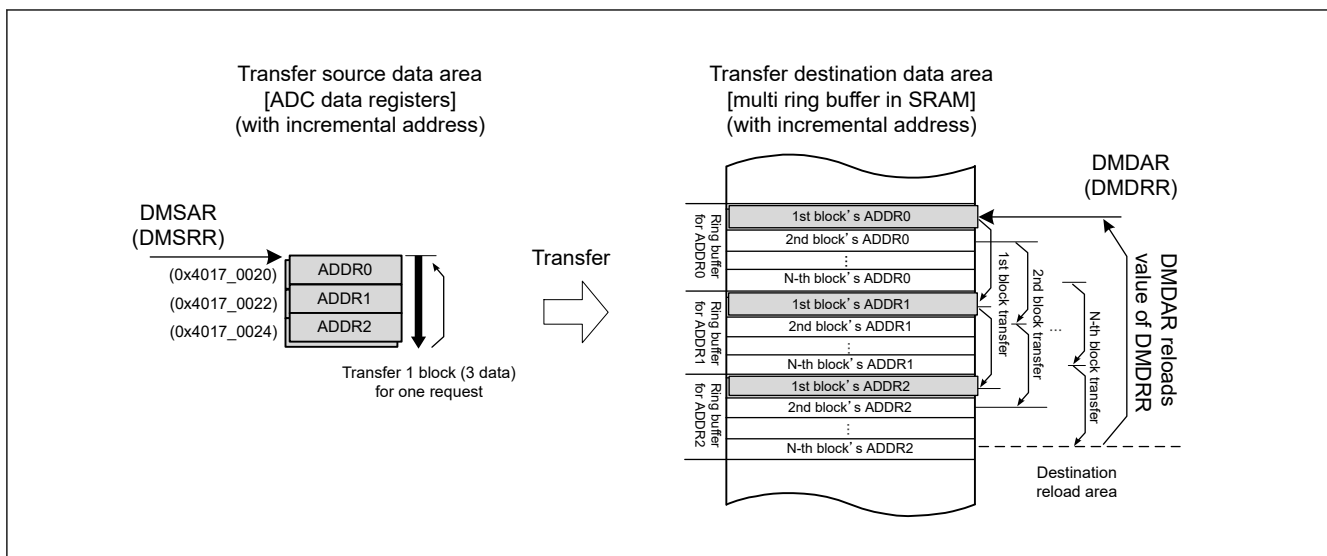 Transfer source data area
[ADC data registers]
(with incremental address)
DMSAR
(DMSRR)
(0x4017_0020)
(0x4017_0022)
(0x4017_0024)
ADDR0
ADDR1
ADDR2
Transfer 1 block (3 data)
for one request
Transfer
Transfer destination data area
[multi ring buffer in SRAM]
(with incremental address)
Ring buffer
for ADDR0
1st block’s ADDR0
2nd block’s ADDR0
⋮
N-th block’s ADDR0
Ring buffer
for ADDR1
1st block’s ADDR1
2nd block’s ADDR1
⋮
N-th block’s ADDR1
Ring buffer
for ADDR2
1st block’s ADDR2
2nd block’s ADDR2
⋮
N-th block’s ADDR2
1st block transfer
2nd block transfer
...
N-th block transfer
DMDAR
(DMDRR)
DMDAR reloads
value of DMDRR
Destination
reload area